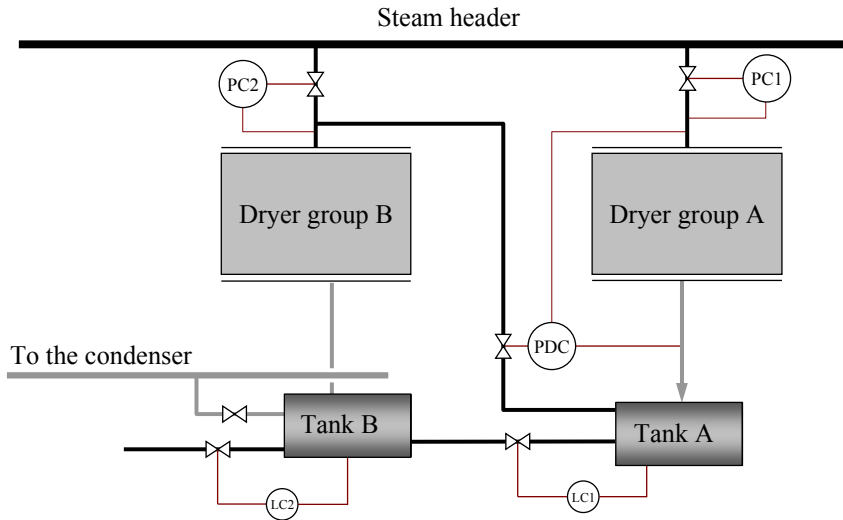 Steam header
PC2
PC1
Dryer group B
Dryer group A
PDC
To the condenser
Tank B
Tank A
LC2
LC1